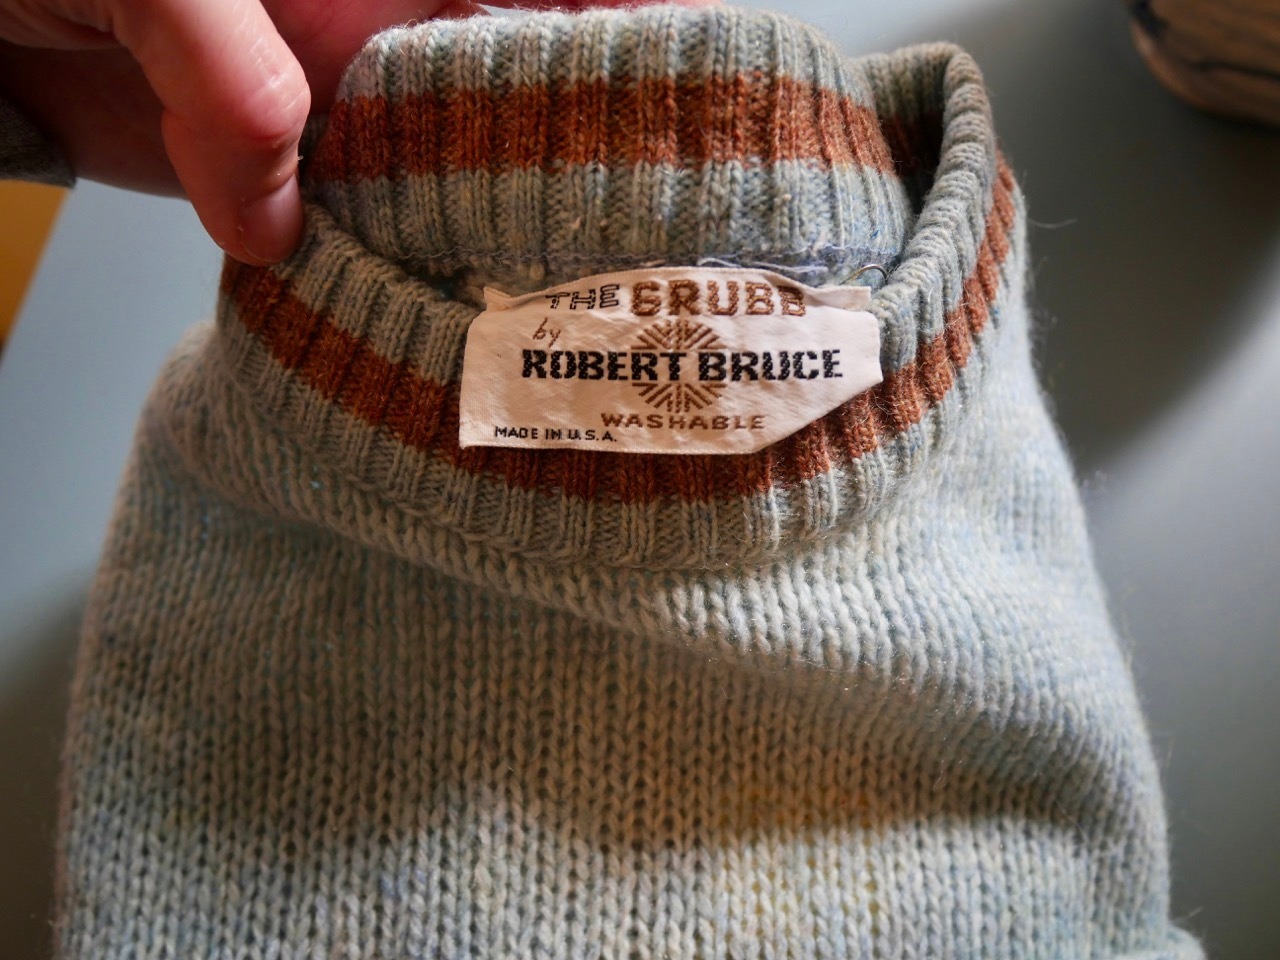 THE GRUBB
by
ROBERT BRUCE
WASHABLE
MADE IN U.S.A.